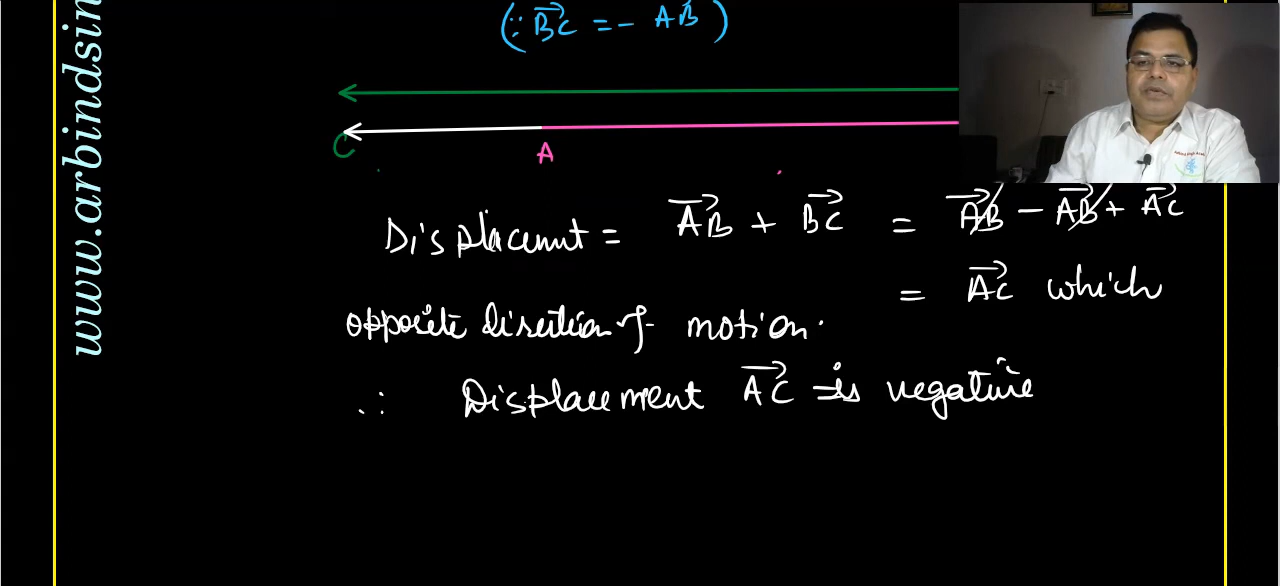 (∵ BC⃗ = - AB⃗ )
C
A
Displacemnt = AB⃗ + BC⃗ = AB⃗ - AB⃗ + AC⃗
= AC⃗ which
opposite direction of motion.
∴ Displacement AC⃗ is negative
www.arbindsin